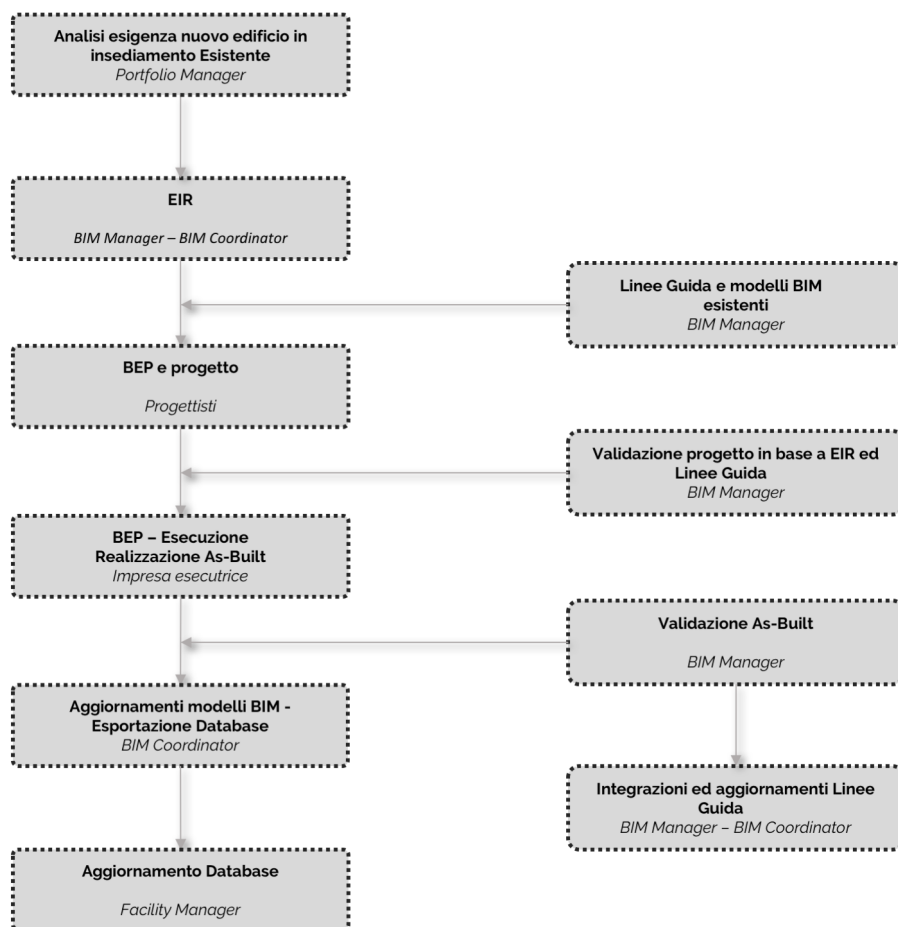 Analisi esigenza nuovo edificio in
insediamento Esistente
Portfolio Manager
EIR
BIM Manager – BIM Coordinator
Linee Guida e modelli BIM
esistenti
BIM Manager
BEP e progetto
Progettisti
Validazione progetto in base a EIR ed
Linee Guida
BIM Manager
BEP – Esecuzione
Realizzazione As-Built
Impresa esecutrice
Validazione As-Built
BIM Manager
Aggiornamenti modelli BIM -
Esportazione Database
BIM Coordinator
Integrazioni ed aggiornamenti Linee
Guida
BIM Manager – BIM Coordinator
Aggiornamento Database
Facility Manager